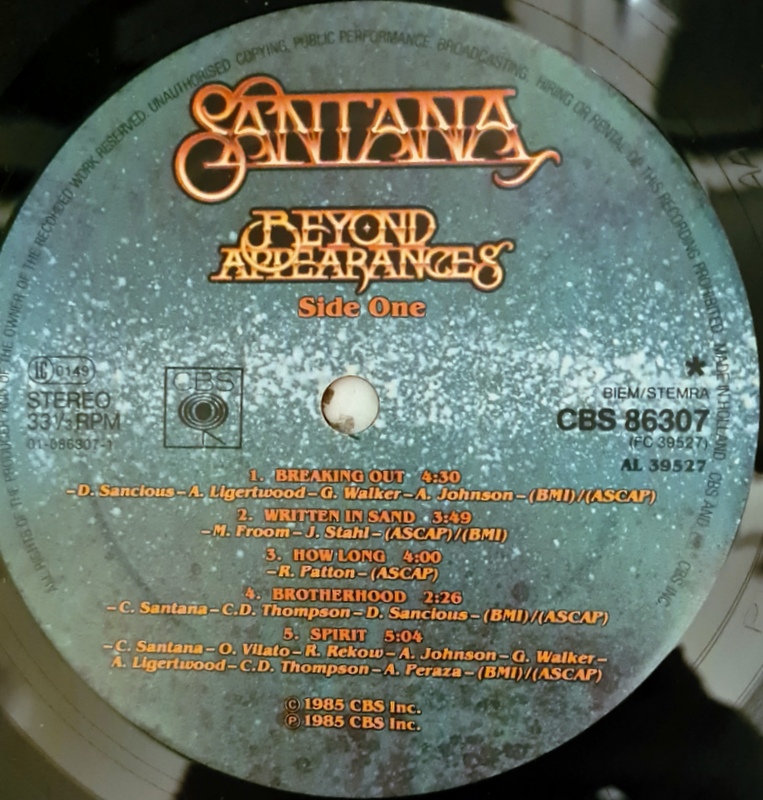 ALL RIGHTS OF THE PRODUCER AND OF THE OWNER OF THE RECORDED WORK RESERVED. UNAUTHORISED COPYING, PUBLIC PERFORMANCE, BROADCASTING, HIRING OR RENTAL OF THIS RECORDING PROHIBITED. MADE IN HOLLAND. CBS AND ARE CBS INC.
SANTANA
BEYOND
APPEARANCES
Side One
LC 0149
STEREO
33⅓ RPM
01-086307-1
CBS
*
BIEM/STEMRA
CBS 86307
(FC 39527)
AL 39527
1. BREAKING OUT 4:30
–D. Sancious–A. Ligertwood–G. Walker–A. Johnson–(BMI)/(ASCAP)
2. WRITTEN IN SAND 3:49
–M. Froom–J. Stahl–(ASCAP)/(BMI)
3. HOW LONG 4:00
–R. Patton–(ASCAP)
4. BROTHERHOOD 2:26
–C. Santana–C.D. Thompson–D. Sancious–(BMI)/(ASCAP)
5. SPIRIT 5:04
–C. Santana–O. Vilato–R. Rekow–A. Johnson–G. Walker–
A. Ligertwood–C.D. Thompson–A. Peraza–(BMI)/(ASCAP)
© 1985 CBS Inc.
℗ 1985 CBS Inc.